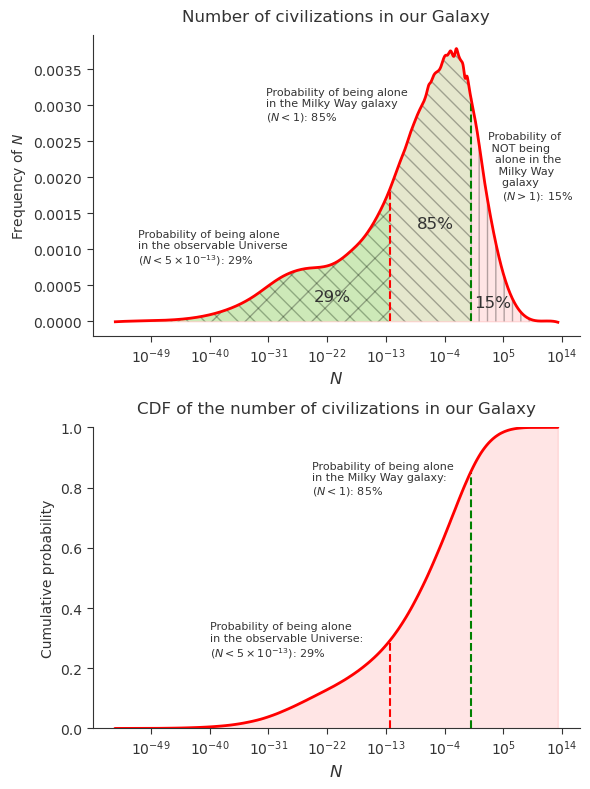 Number of civilizations in our Galaxy
Frequency of N
0.0035
0.0030
0.0025
0.0020
0.0015
0.0010
0.0005
0.0000
Probability of being alone
in the Milky Way galaxy
(N < 1): 85%
Probability of
NOT being
alone in the
Milky Way
galaxy
(N > 1): 15%
Probability of being alone
in the observable Universe
(N < 5 × 10⁻¹³): 29%
85%
29%
15%
10⁻⁴⁹ 10⁻⁴⁰ 10⁻³¹ 10⁻²² 10⁻¹³ 10⁻⁴ 10⁵ 10¹⁴
N
CDF of the number of civilizations in our Galaxy
Cumulative probability
1.0
0.8
0.6
0.4
0.2
0.0
Probability of being alone
in the Milky Way galaxy:
(N < 1): 85%
Probability of being alone
in the observable Universe:
(N < 5 × 10⁻¹³): 29%
10⁻⁴⁹ 10⁻⁴⁰ 10⁻³¹ 10⁻²² 10⁻¹³ 10⁻⁴ 10⁵ 10¹⁴
N